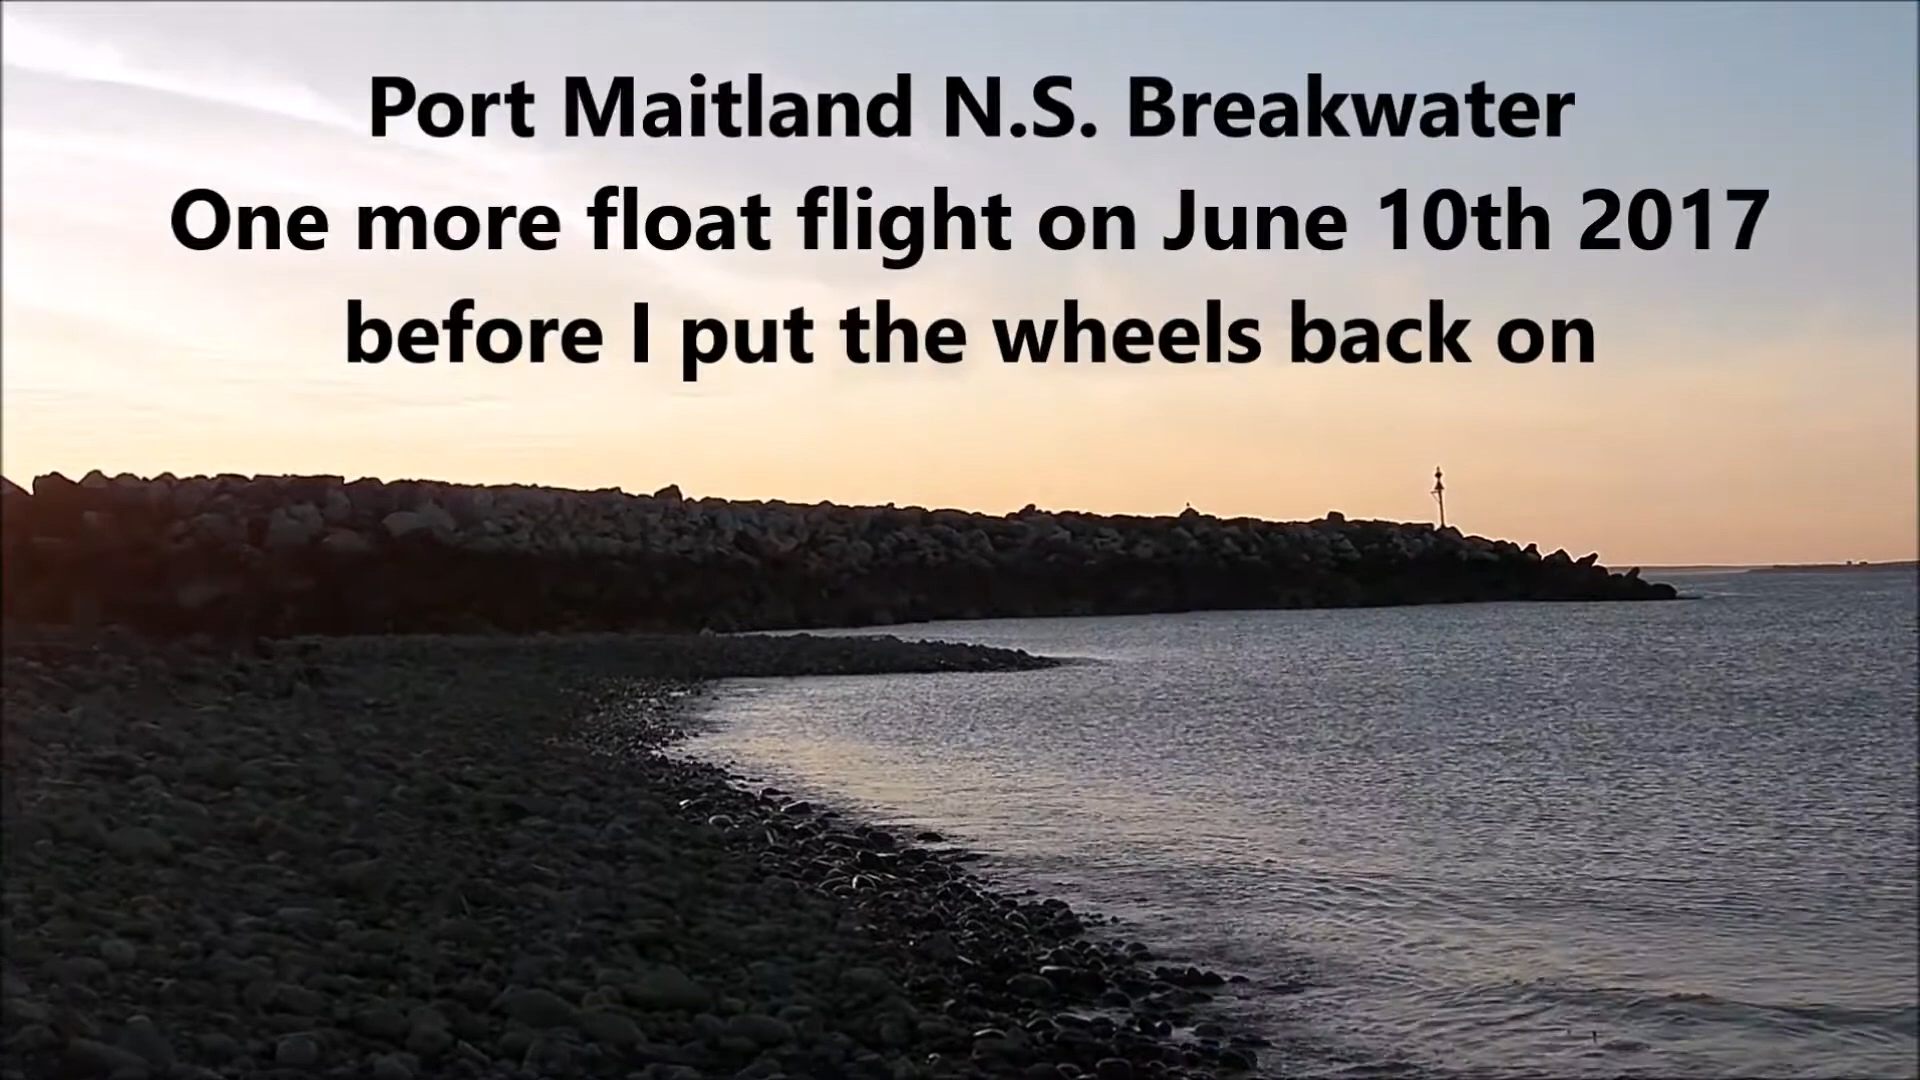 Port Maitland N.S. Breakwater
One more float flight on June 10th 2017
before I put the wheels back on